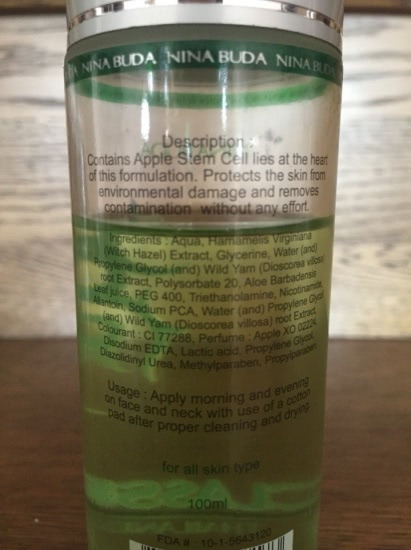 NINA BUDA NINA BUDA NINA BUDA
Description :
Contains Apple Stem Cell lies at the heart
of this formulation. Protects the skin from
environmental damage and removes
contamination without any effort.
Ingredients : Aqua, Hamamelis Virginiana
(Witch Hazel) Extract, Glycerine, Water (and)
Propylene Glycol (and) Wild Yam (Dioscorea villosa)
root Extract, Polysorbate 20, Aloe Barbadensis
Leaf juice, PEG 400, Triethanolamine, Nicotinamite,
Allantoin, Sodium PCA, Water (and) Propylene Glycol
(and) Wild Yam (Dioscorea villosa) root Extract,
Colourant : CI 77288, Perfume : Apple XO 0224,
Disodium EDTA, Lactic acid, Propylene Glycol,
Diazolidinyl Urea, Methylparaben, Propylparaben.
Usage : Apply morning and evening
on face and neck with use of a cotton
pad after proper cleaning and drying.
for all skin type
100ml
FDA # : 10-1-5643120